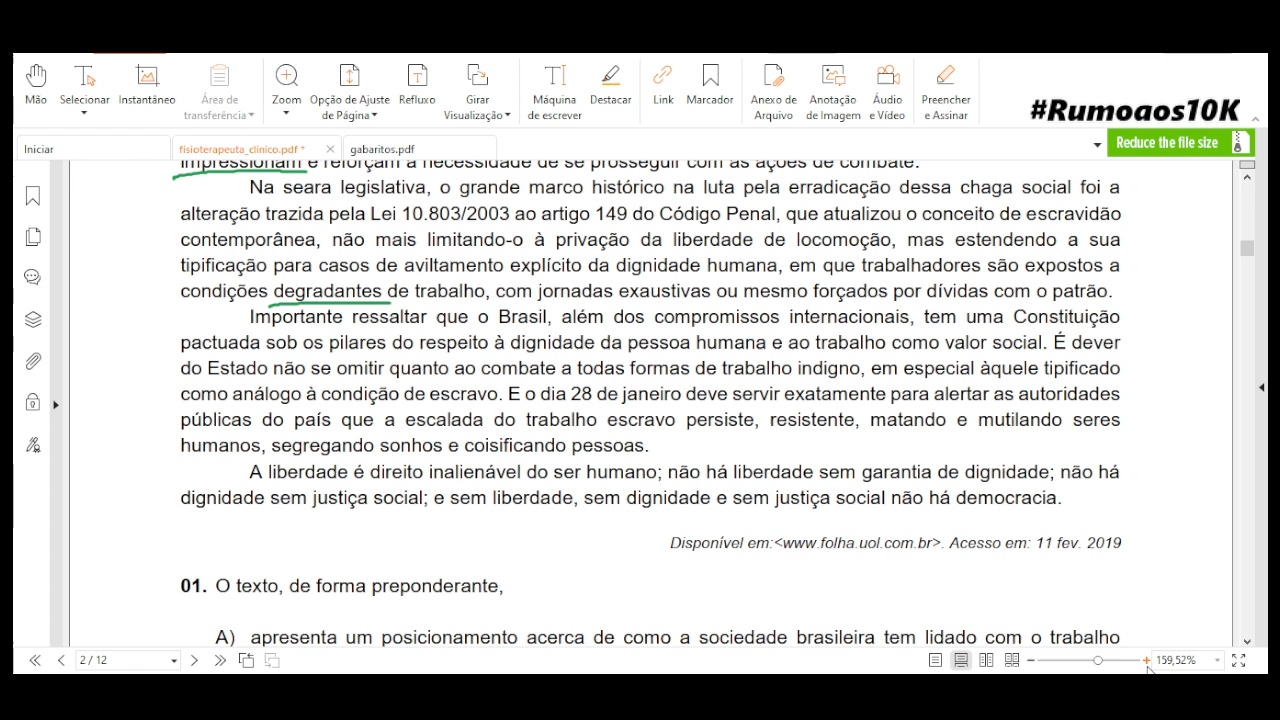 Mão
Selecionar
Instantâneo
Área de
transferência
Zoom
Opção de Ajuste
de Página
Refluxo
Girar
Visualização
Máquina
de escrever
Destacar
Link
Marcador
Anexo de
Arquivo
Anotação
de Imagem
Áudio
e Vídeo
Preencher
e Assinar
#Rumoaos10K
Iniciar
fisioterapeuta_clínico.pdf *
gabaritos.pdf
Reduce the file size
impressionam e reforçam a necessidade de se prosseguir com as ações de combate.
Na seara legislativa, o grande marco histórico na luta pela erradicação dessa chaga social foi a
alteração trazida pela Lei 10.803/2003 ao artigo 149 do Código Penal, que atualizou o conceito de escravidão
contemporânea, não mais limitando-o à privação da liberdade de locomoção, mas estendendo a sua
tipificação para casos de aviltamento explícito da dignidade humana, em que trabalhadores são expostos a
condições degradantes de trabalho, com jornadas exaustivas ou mesmo forçados por dívidas com o patrão.
Importante ressaltar que o Brasil, além dos compromissos internacionais, tem uma Constituição
pactuada sob os pilares do respeito à dignidade da pessoa humana e ao trabalho como valor social. É dever
do Estado não se omitir quanto ao combate a todas formas de trabalho indigno, em especial àquele tipificado
como análogo à condição de escravo. E o dia 28 de janeiro deve servir exatamente para alertar as autoridades
públicas do país que a escalada do trabalho escravo persiste, resistente, matando e mutilando seres
humanos, segregando sonhos e coisificando pessoas.
A liberdade é direito inalienável do ser humano; não há liberdade sem garantia de dignidade; não há
dignidade sem justiça social; e sem liberdade, sem dignidade e sem justiça social não há democracia.
Disponível em:<www.folha.uol.com.br>. Acesso em: 11 fev. 2019
01. O texto, de forma preponderante,
A) apresenta um posicionamento acerca de como a sociedade brasileira tem lidado com o trabalho
2 / 12
159,52%